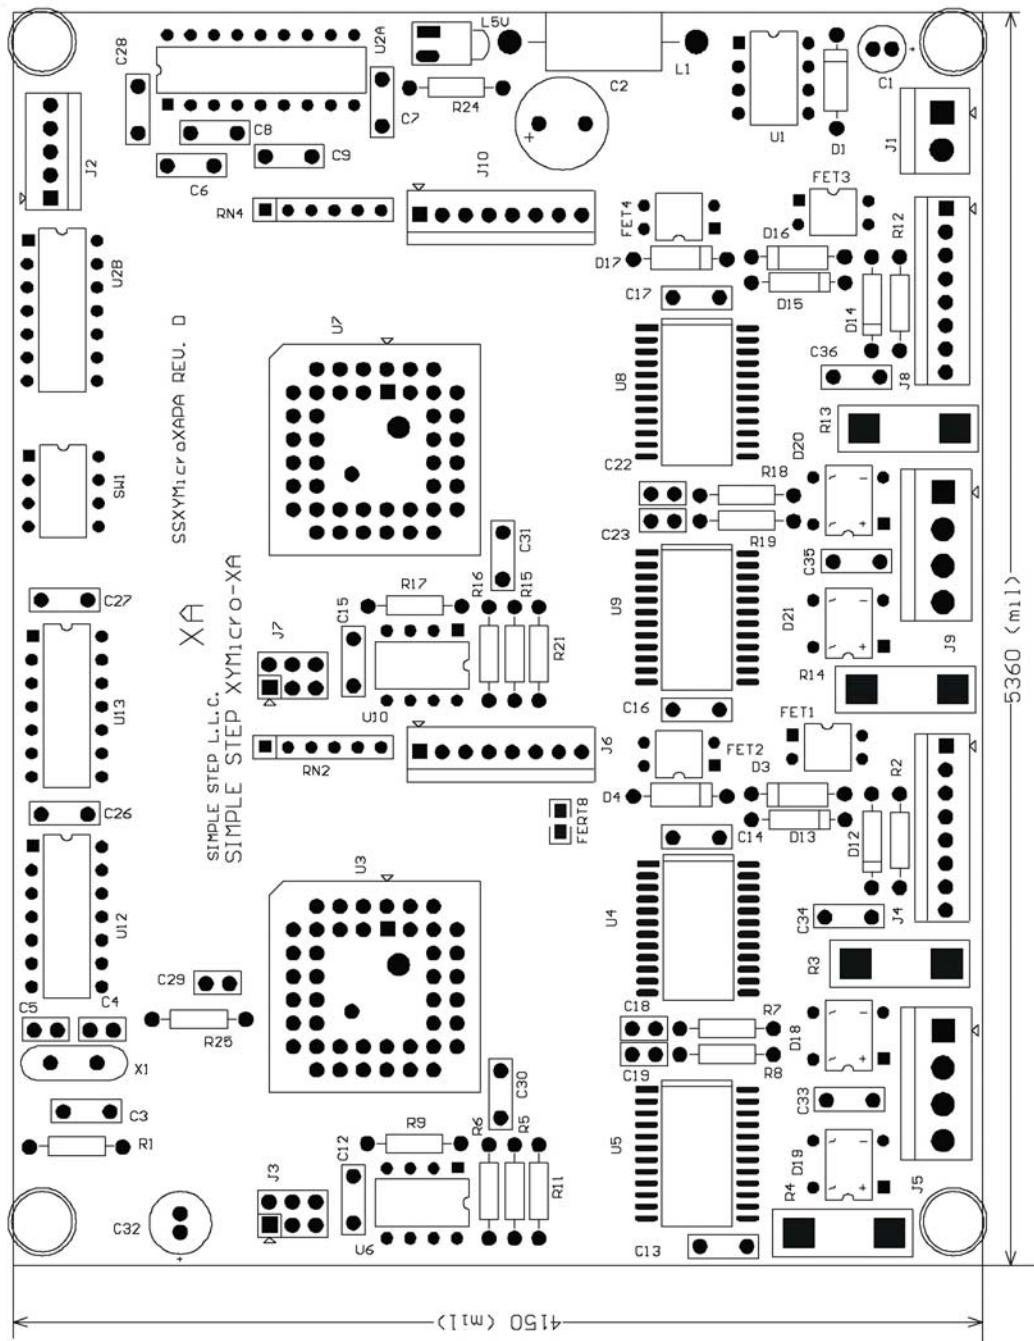 C28
U2A
L5V
L1
C2
C1
J2
C8
C7
R24
U1
D1
J1
C6
C9
J10
RN4
FET4
FET3
D16
R12
D17
U2B
C17
D15
D14
C36
J8
U7
U8
SSXYMicroXAPA REV. D
R13
D20
SW1
C22
R18
C23
R19
C31
C35
C27
XA
R17
R16
R15
U9
D21
J9
5360 (mil)
J7
C15
R21
R14
U13
U10
C16
FET1
SIMPLE STEP L.L.C.
SIMPLE STEP XYMicro-XA
RN2
J6
FET2
D3
R2
D4
C26
FERT8
C14
D13
D12
U3
U4
C34
J4
U12
C29
R3
C5
C4
R25
C18
R7
D18
X1
C19
R8
C3
C30
C33
R1
R9
R6
R5
U5
D19
J3
C12
R11
R4
J5
C32
U6
C13
4150 (mil)